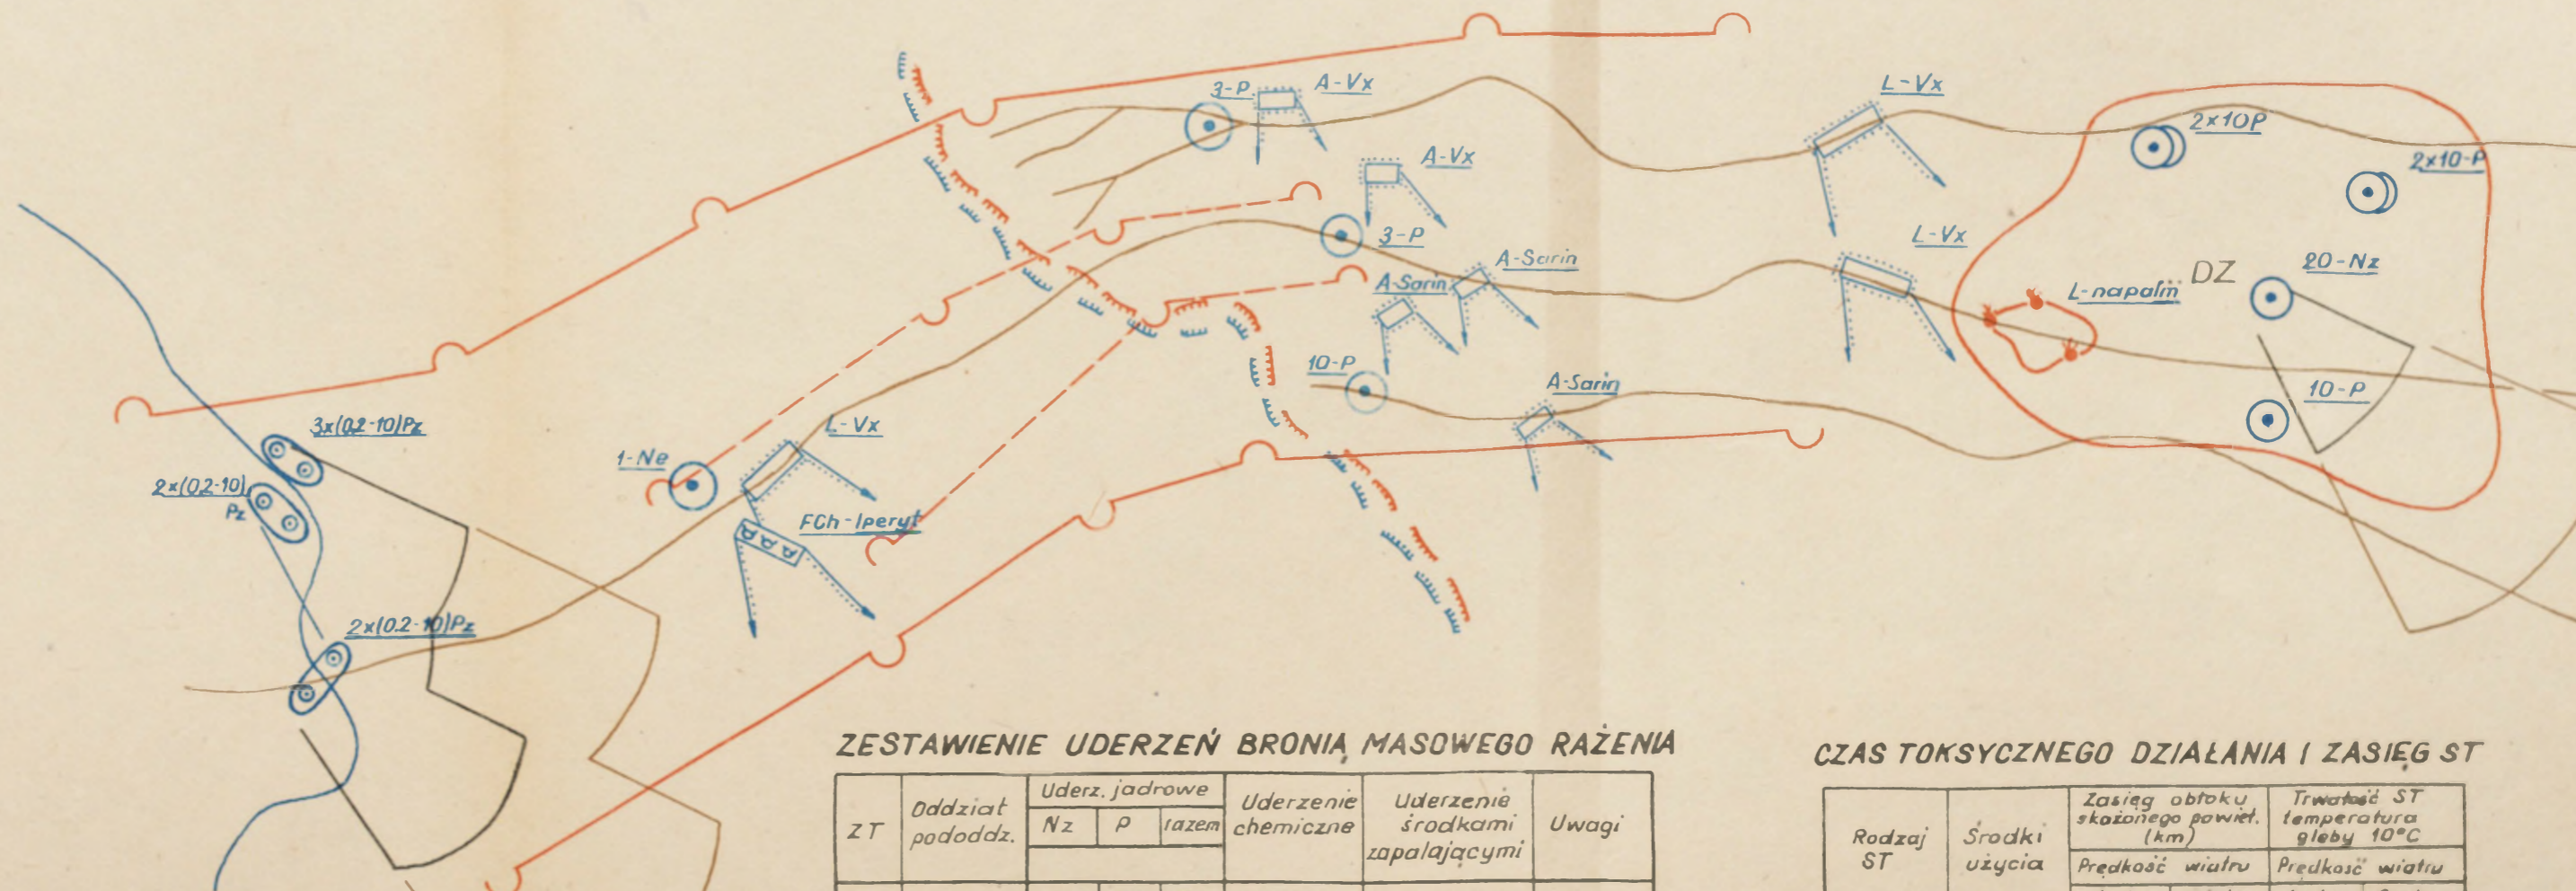 3-P
A-Vx
L-Vx
2x10P
A-Vx
2x10-P
3-P
A-Sarin
L-Vx
20-Nz
DZ
A-Sarin
L-napalm
10-P
A-Sarin
10-P
3x(0,2-10)Pz
L-Vx
1-Ne
2x(0,2-10)
Pz
FCh-Iperyt
2x(0,2-10)Pz
ZESTAWIENIE UDERZEŃ BRONIĄ MASOWEGO RAŻENIA
ZT
Oddział
pododdz.
Uderz. jądrowe
Nz
P
razem
Uderzenie
chemiczne
Uderzenie
środkami
zapalającymi
Uwagi
CZAS TOKSYCZNEGO DZIAŁANIA I ZASIĘG ST
Rodzaj
ST
Środki
użycia
Zasięg obłoku
skażonego powiet.
(km)
Prędkość wiatru
Trwałość ST
temperatura
gleby 10°C
Prędkość wiatru